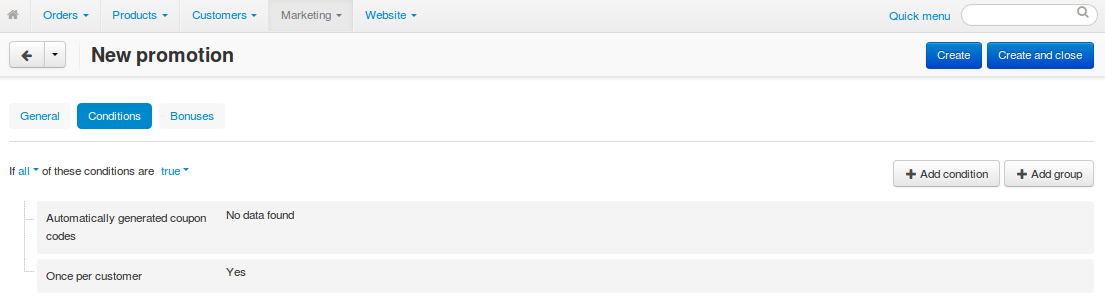 Orders Products Customers Marketing Website Quick menu
New promotion Create Create and close
General Conditions Bonuses
If all of these conditions are true + Add condition + Add group
Automatically generated coupon No data found
codes
Once per customer Yes